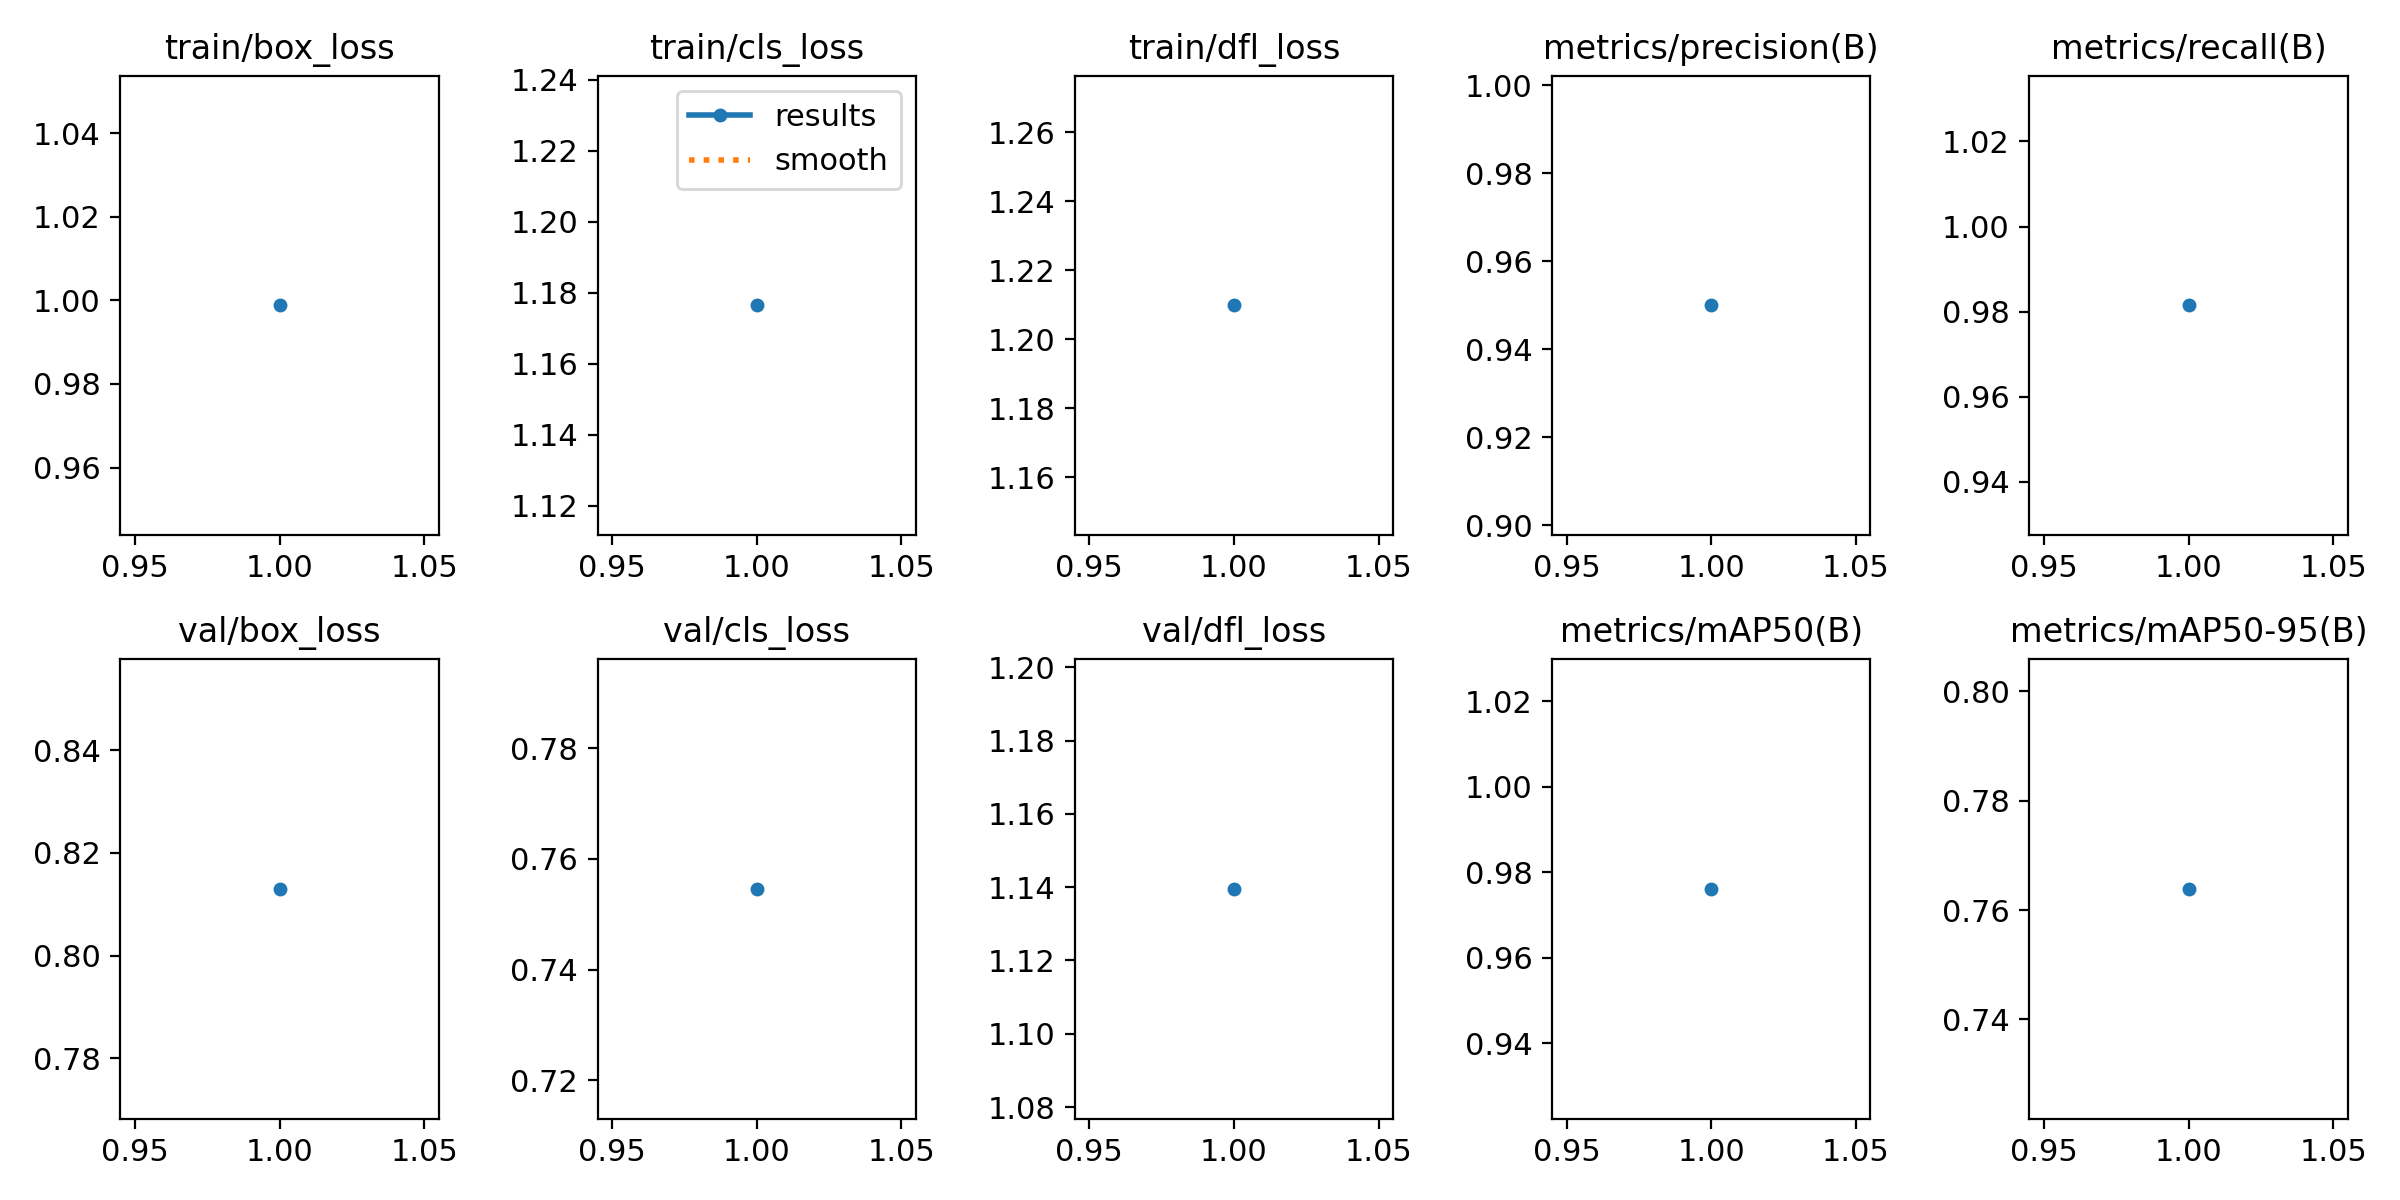 train/box_loss
1.04
1.02
1.00
0.98
0.96
0.95 1.00 1.05
train/cls_loss
results
smooth
1.24
1.22
1.20
1.18
1.16
1.14
1.12
0.95 1.00 1.05
train/dfl_loss
1.26
1.24
1.22
1.20
1.18
1.16
0.95 1.00 1.05
metrics/precision(B)
1.00
0.98
0.96
0.94
0.92
0.90
0.95 1.00 1.05
metrics/recall(B)
1.02
1.00
0.98
0.96
0.94
0.95 1.00 1.05
val/box_loss
0.84
0.82
0.80
0.78
0.95 1.00 1.05
val/cls_loss
0.78
0.76
0.74
0.72
0.95 1.00 1.05
val/dfl_loss
1.20
1.18
1.16
1.14
1.12
1.10
1.08
0.95 1.00 1.05
metrics/mAP50(B)
1.02
1.00
0.98
0.96
0.94
0.95 1.00 1.05
metrics/mAP50-95(B)
0.80
0.78
0.76
0.74
0.95 1.00 1.05